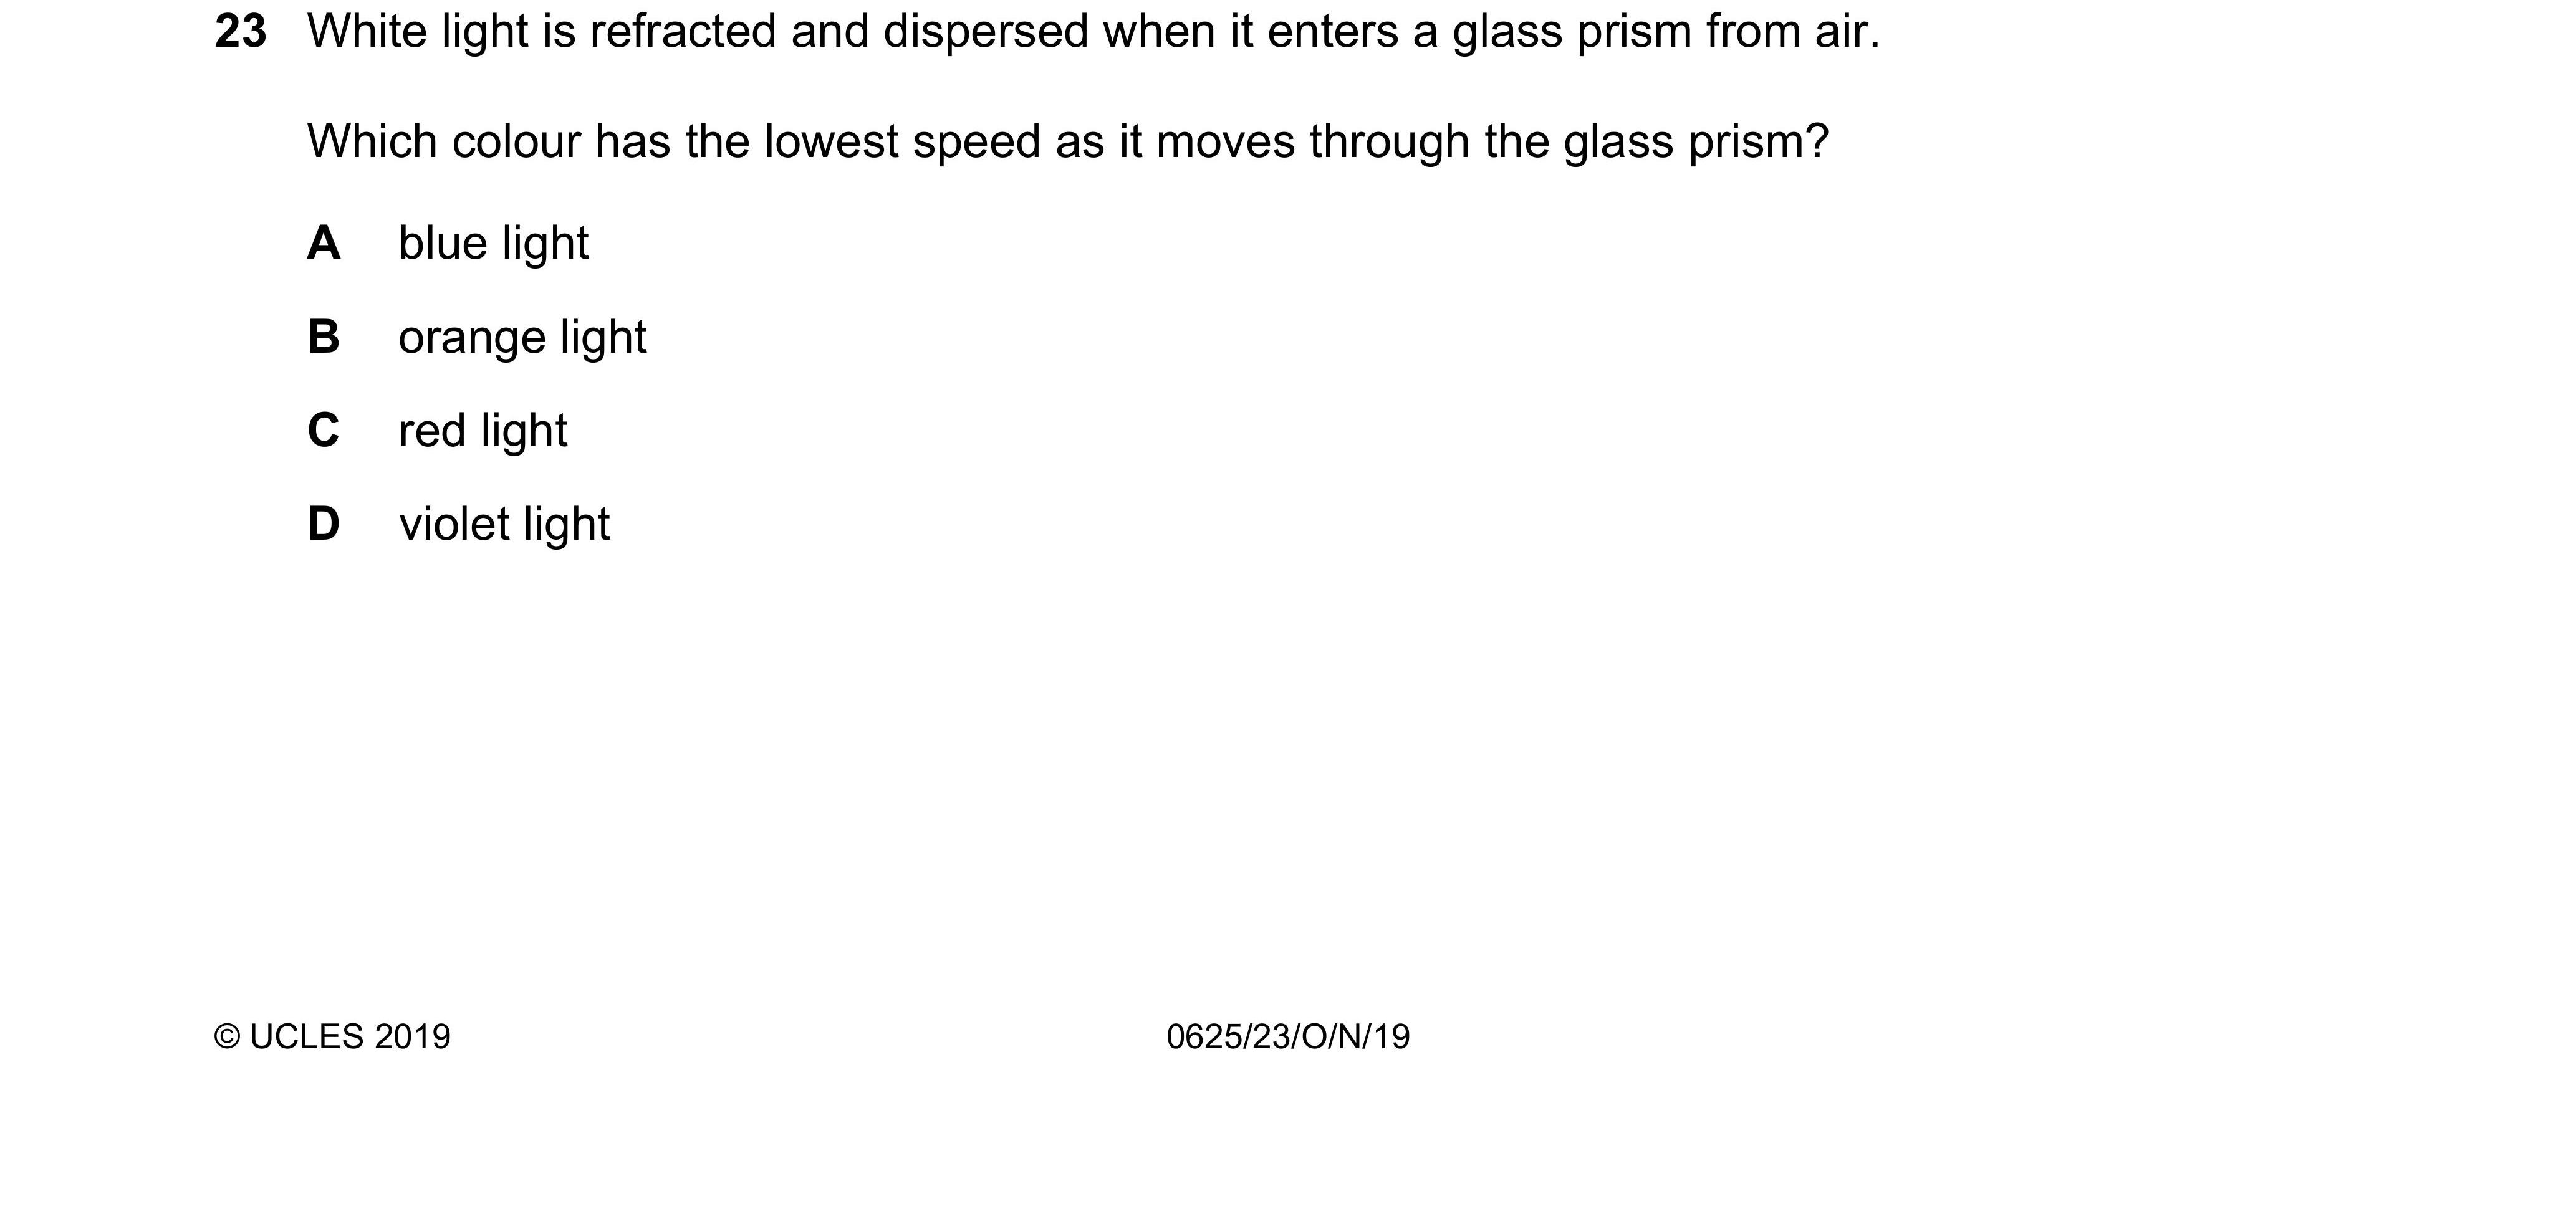 23 White light is refracted and dispersed when it enters a glass prism from air.
Which colour has the lowest speed as it moves through the glass prism?
A blue light
B orange light
C red light
D violet light
© UCLES 2019 0625/23/O/N/19